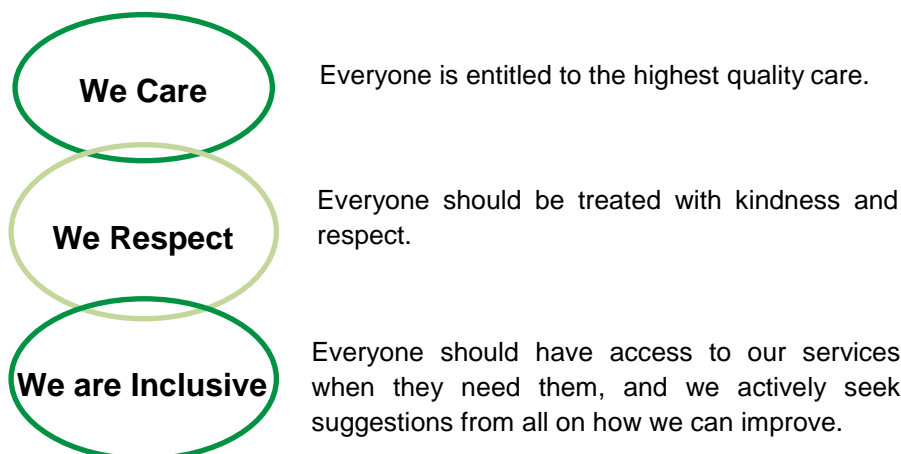 We Care
Everyone is entitled to the highest quality care.
We Respect
Everyone should be treated with kindness and
respect.
We are Inclusive
Everyone should have access to our services
when they need them, and we actively seek
suggestions from all on how we can improve.